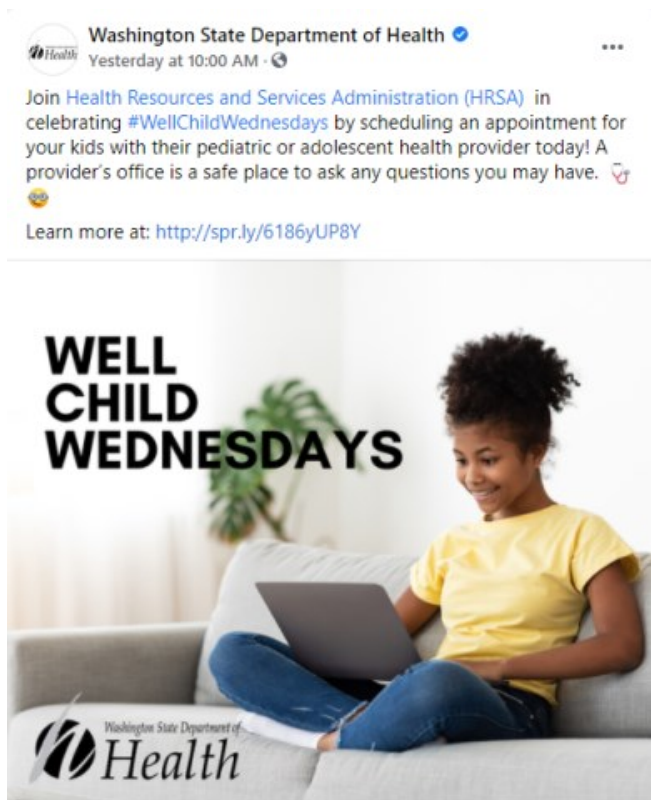 Washington State Department of Health
Yesterday at 10:00 AM ·
Join Health Resources and Services Administration (HRSA) in
celebrating #WellChildWednesdays by scheduling an appointment for
your kids with their pediatric or adolescent health provider today! A
provider's office is a safe place to ask any questions you may have. 🩺
🤓
Learn more at: http://spr.ly/6186yUP8Y
WELL
CHILD
WEDNESDAYS
Washington State Department of
Health